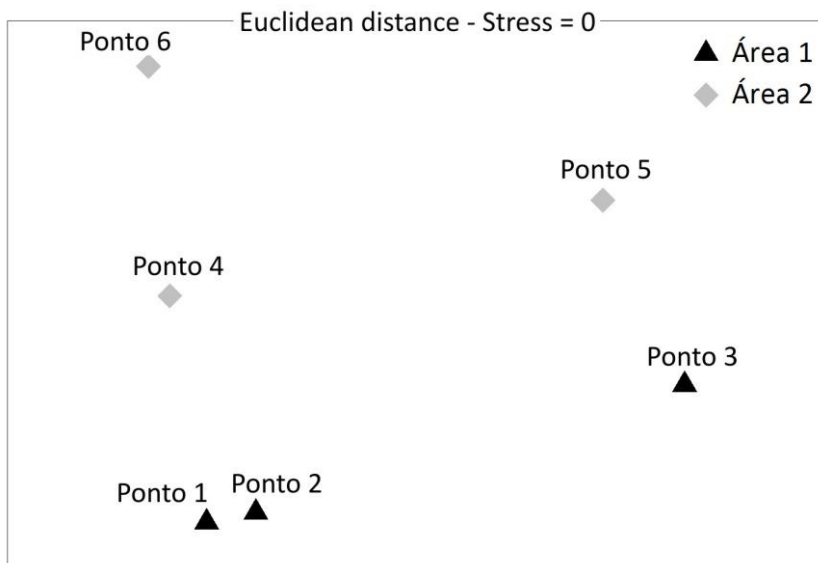 Euclidean distance - Stress = 0
Ponto 6
Área 1
Área 2
Ponto 5
Ponto 4
Ponto 3
Ponto 1
Ponto 2